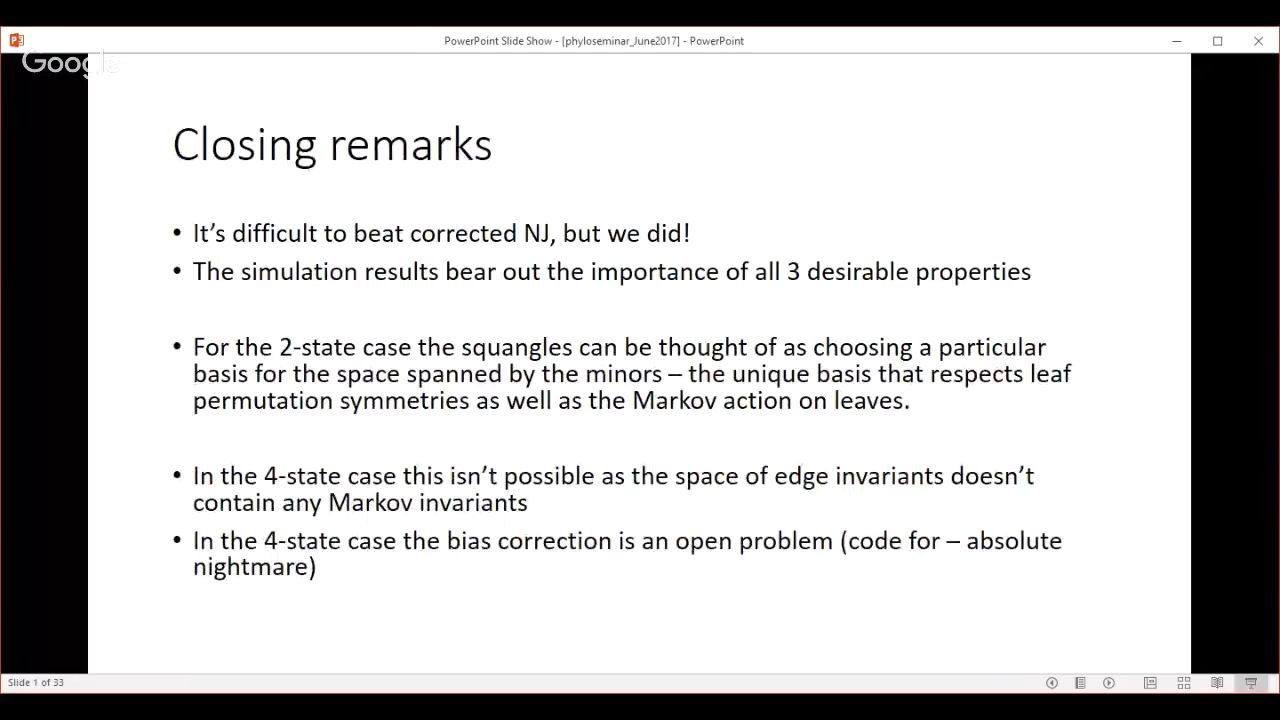 PowerPoint Slide Show - [phyloseminar_June2017] - PowerPoint
Google
Closing remarks
• It’s difficult to beat corrected NJ, but we did!
• The simulation results bear out the importance of all 3 desirable properties
• For the 2-state case the squangles can be thought of as choosing a particular
basis for the space spanned by the minors – the unique basis that respects leaf
permutation symmetries as well as the Markov action on leaves.
• In the 4-state case this isn’t possible as the space of edge invariants doesn’t
contain any Markov invariants
• In the 4-state case the bias correction is an open problem (code for – absolute
nightmare)
Slide 1 of 33